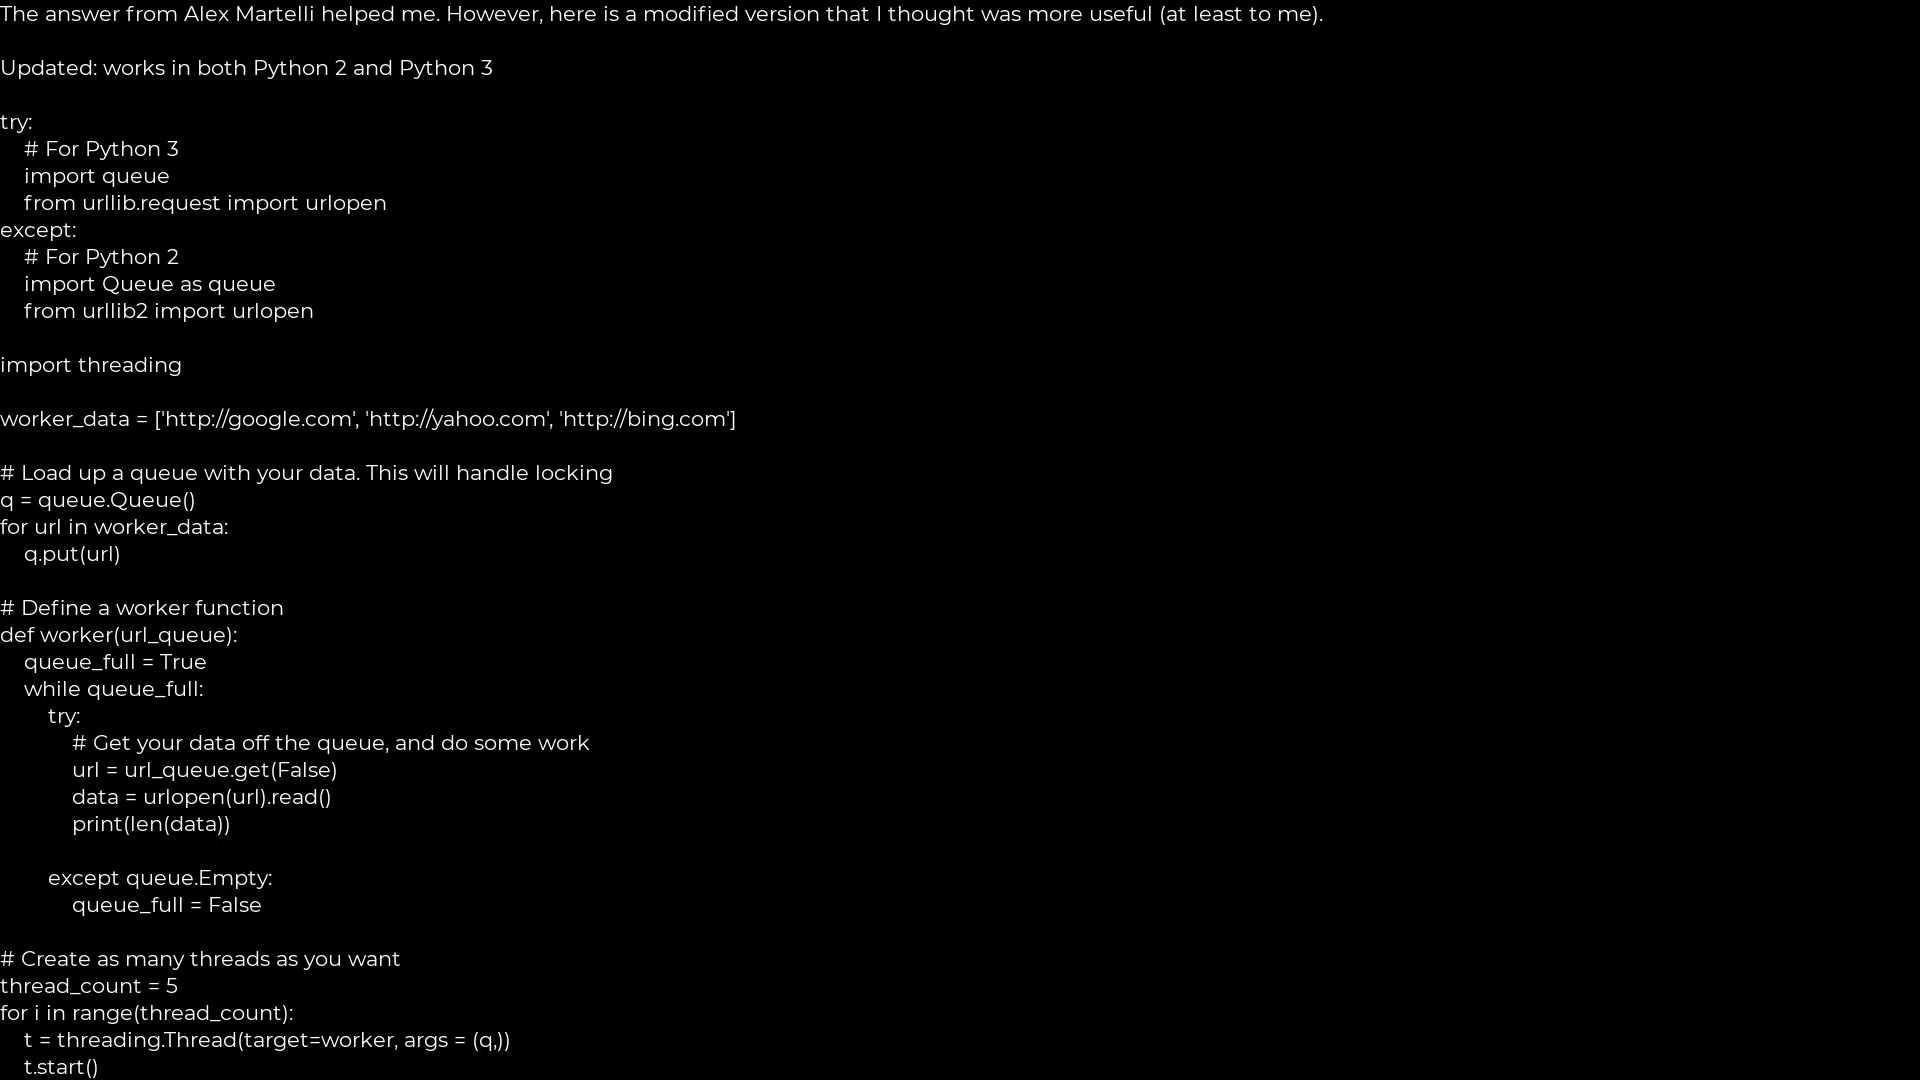 The answer from Alex Martelli helped me. However, here is a modified version that I thought was more useful (at least to me).

Updated: works in both Python 2 and Python 3

try:
    # For Python 3
    import queue
    from urllib.request import urlopen
except:
    # For Python 2
    import Queue as queue
    from urllib2 import urlopen

import threading

worker_data = ['http://google.com', 'http://yahoo.com', 'http://bing.com']

# Load up a queue with your data. This will handle locking
q = queue.Queue()
for url in worker_data:
    q.put(url)

# Define a worker function
def worker(url_queue):
    queue_full = True
    while queue_full:
        try:
            # Get your data off the queue, and do some work
            url = url_queue.get(False)
            data = urlopen(url).read()
            print(len(data))

        except queue.Empty:
            queue_full = False

# Create as many threads as you want
thread_count = 5
for i in range(thread_count):
    t = threading.Thread(target=worker, args = (q,))
    t.start()